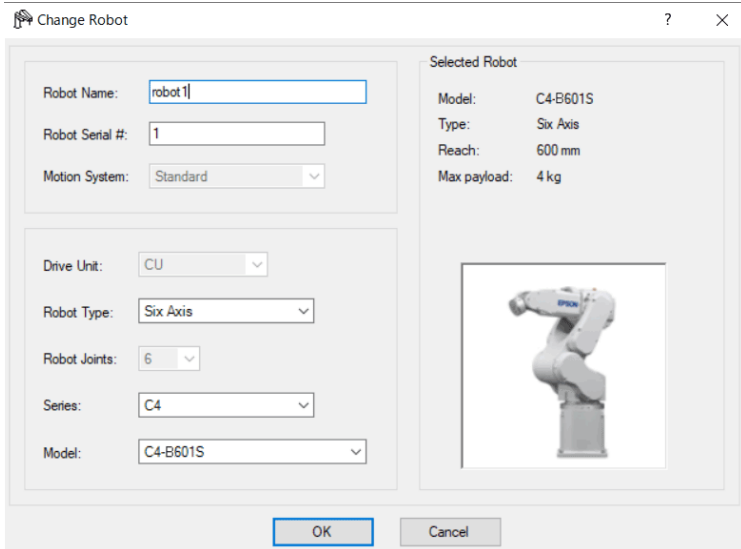 Change Robot
?
Robot Name: robot1
Robot Serial #: 1
Motion System: Standard
Drive Unit: CU
Robot Type: Six Axis
Robot Joints: 6
Series: C4
Model: C4-B601S
Selected Robot
Model: C4-B601S
Type: Six Axis
Reach: 600 mm
Max payload: 4 kg
EPSON
OK
Cancel